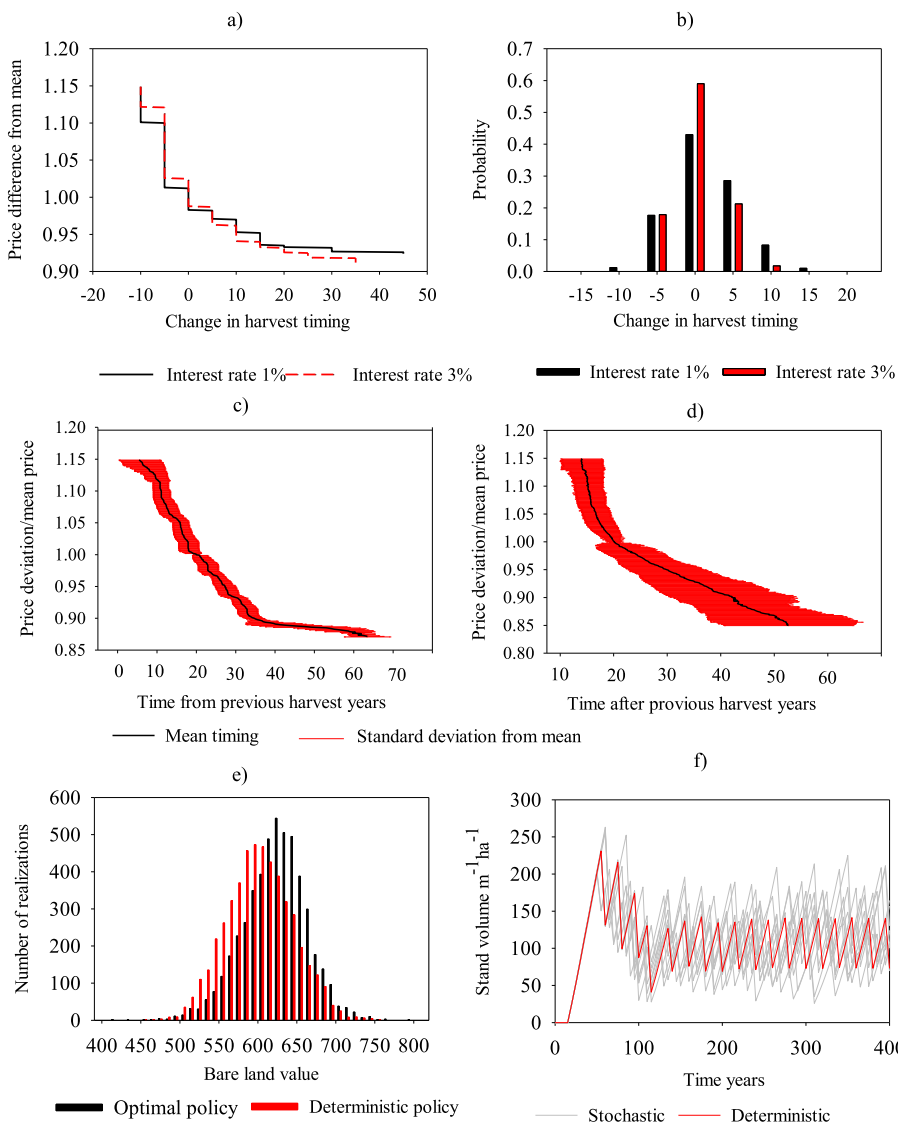 a)
1.20
1.15
1.10
1.05
1.00
0.95
0.90
Price difference from mean
-20 -10 0 10 20 30 40 50
Change in harvest timing
Interest rate 1% Interest rate 3%
b)
0.7
0.6
0.5
0.4
0.3
0.2
0.1
0.0
Probability
-15 -10 -5 0 5 10 15 20
Change in harvest timing
Interest rate 1% Interest rate 3%
c)
1.20
1.15
1.10
1.05
1.00
0.95
0.90
0.85
Price deviation/mean price
0 10 20 30 40 50 60 70
Time from previous harvest years
d)
1.20
1.15
1.10
1.05
1.00
0.95
0.90
0.85
0.80
Price deviation/mean price
10 20 30 40 50 60
Time after provious harvest years
Mean timing Standard deviation from mean
e)
600
500
400
300
200
100
0
Number of realizations
400 500 550 600 650 700 800
Bare land value
Optimal policy Deterministic policy
f)
300
250
200
150
100
50
0
Stand volume m⁻¹ha⁻¹
0 100 200 300 400
Time years
Stochastic Deterministic